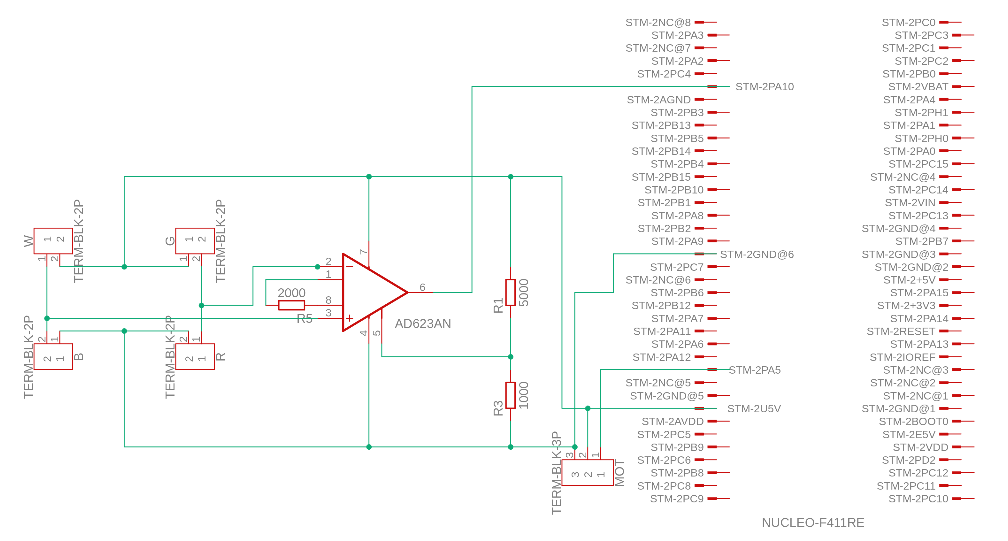 STM-2NC@8
STM-2PA3
STM-2NC@7
STM-2PA2
STM-2PC4
STM-2PA10
STM-2AGND
STM-2PB3
STM-2PB13
STM-2PB5
STM-2PB14
STM-2PB4
STM-2PB15
STM-2PB10
STM-2PB1
STM-2PA8
STM-2PB2
STM-2PA9
STM-2GND@6
STM-2PC7
STM-2NC@6
STM-2PB6
STM-2PB12
STM-2PA7
STM-2PA11
STM-2PA6
STM-2PA12
STM-2PA5
STM-2NC@5
STM-2GND@5
STM-2U5V
STM-2AVDD
STM-2PC5
STM-2PB9
STM-2PC6
STM-2PB8
STM-2PC8
STM-2PC9
STM-2PC0
STM-2PC3
STM-2PC1
STM-2PC2
STM-2PB0
STM-2VBAT
STM-2PA4
STM-2PH1
STM-2PA1
STM-2PH0
STM-2PA0
STM-2PC15
STM-2NC@4
STM-2PC14
STM-2VIN
STM-2PC13
STM-2GND@4
STM-2PB7
STM-2GND@3
STM-2GND@2
STM-2+5V
STM-2PA15
STM-2+3V3
STM-2PA14
STM-2RESET
STM-2PA13
STM-2IOREF
STM-2NC@3
STM-2NC@2
STM-2NC@1
STM-2GND@1
STM-2BOOT0
STM-2E5V
STM-2VDD
STM-2PD2
STM-2PC12
STM-2PC11
STM-2PC10
NUCLEO-F411RE
W
1 2
1 2
TERM-BLK-2P
G
1 2
1 2
TERM-BLK-2P
TERM-BLK-2P
2 1
2 1
B
TERM-BLK-2P
2 1
2 1
R
2000
R5
2
1
8
3
7
6
4
5
AD623AN
R1
5000
R3
1000
TERM-BLK-3P
3 2 1
3 2 1
MOT